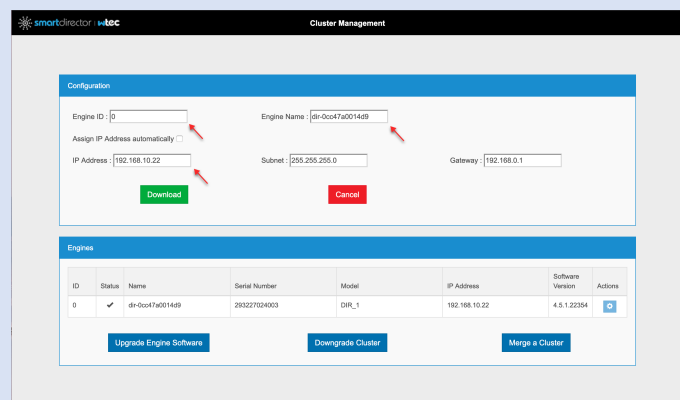 smartdirector | wtec
Cluster Management
Configuration
Engine ID : 0
Engine Name : dir-0cc47a0014d9
Assign IP Address automatically
IP Address : 192.168.10.22
Subnet : 255.255.255.0
Gateway : 192.168.0.1
Download
Cancel
Engines
ID Status Name Serial Number Model IP Address Software Version Actions
0 dir-0cc47a0014d9 293227024003 DIR_1 192.168.10.22 4.5.1.22354
Upgrade Engine Software
Downgrade Cluster
Merge a Cluster